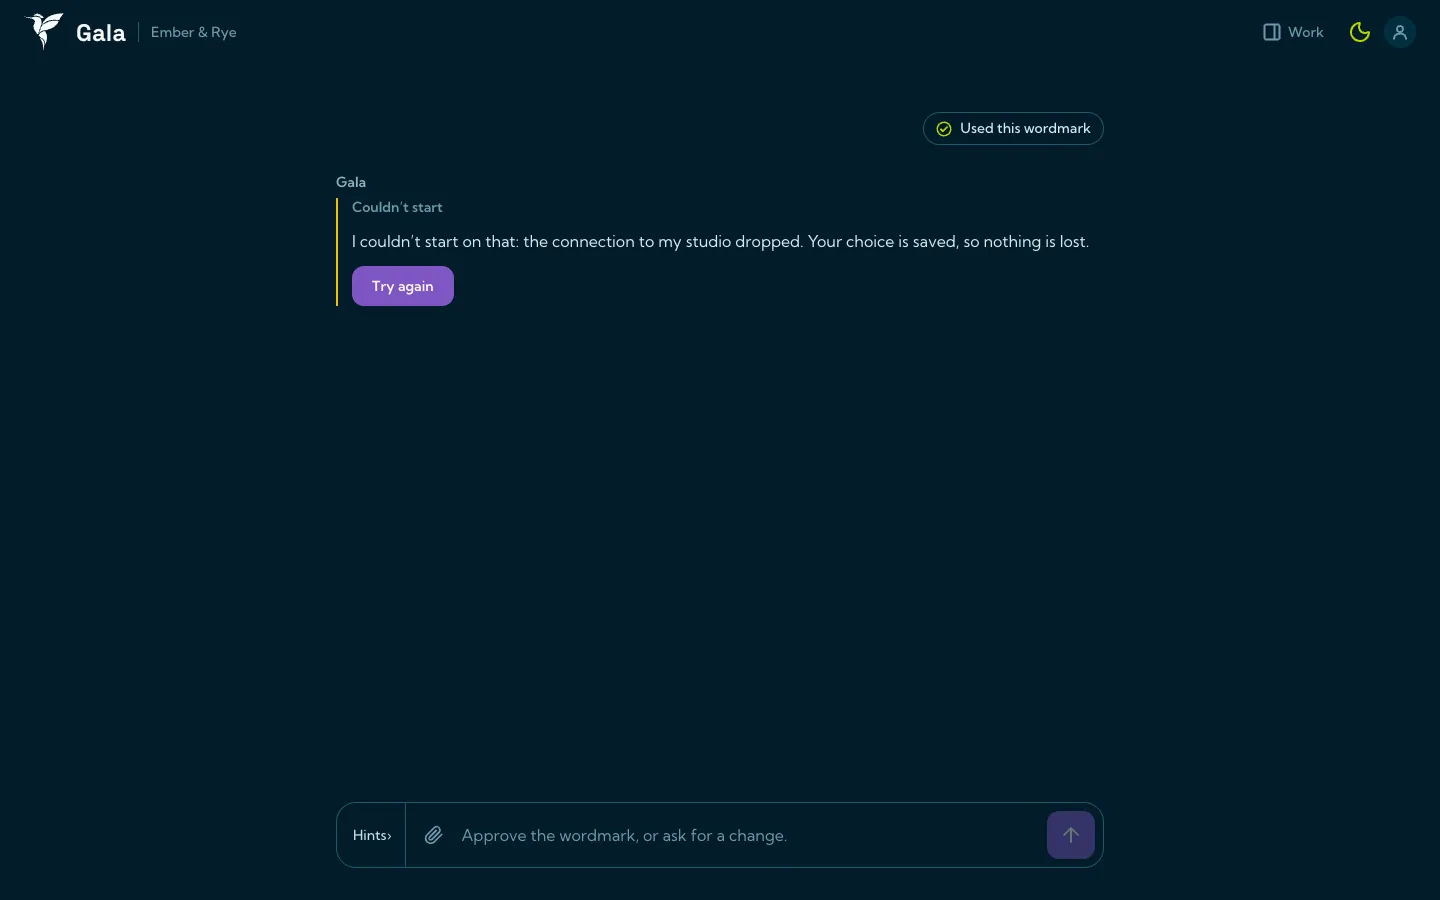 Gala
Ember & Rye
Work
Used this wordmark
Gala
Couldn’t start
I couldn’t start on that: the connection to my studio dropped. Your choice is saved, so nothing is lost.
Try again
Hints›
Approve the wordmark, or ask for a change.